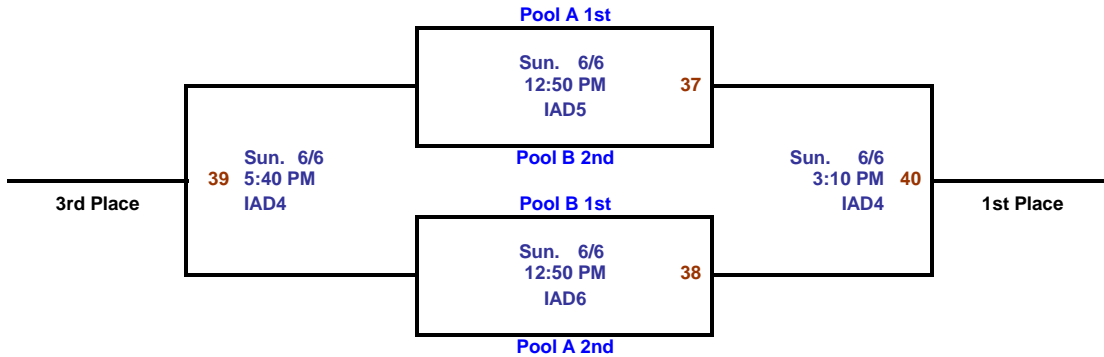 Pool A 1st
Sun. 6/6
12:50 PM 37
IAD5
Pool B 2nd
Sun. 6/6
39 5:40 PM
IAD4
Sun. 6/6
3:10 PM 40
IAD4
3rd Place
1st Place
Pool B 1st
Sun. 6/6
12:50 PM 38
IAD6
Pool A 2nd